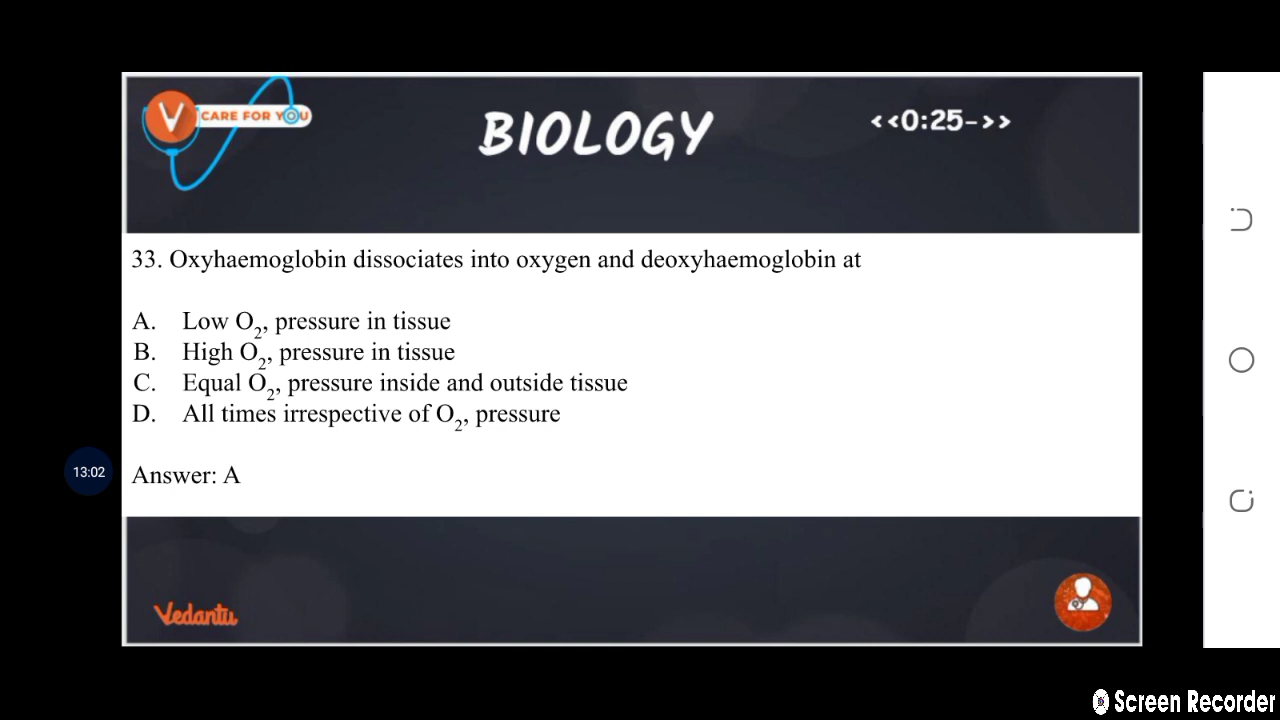 CARE FOR YOU
BIOLOGY
<<0:25->>
33. Oxyhaemoglobin dissociates into oxygen and deoxyhaemoglobin at
A. Low O₂, pressure in tissue
B. High O₂, pressure in tissue
C. Equal O₂, pressure inside and outside tissue
D. All times irrespective of O₂, pressure
13:02
Answer: A
Vedantu
Screen Recorder